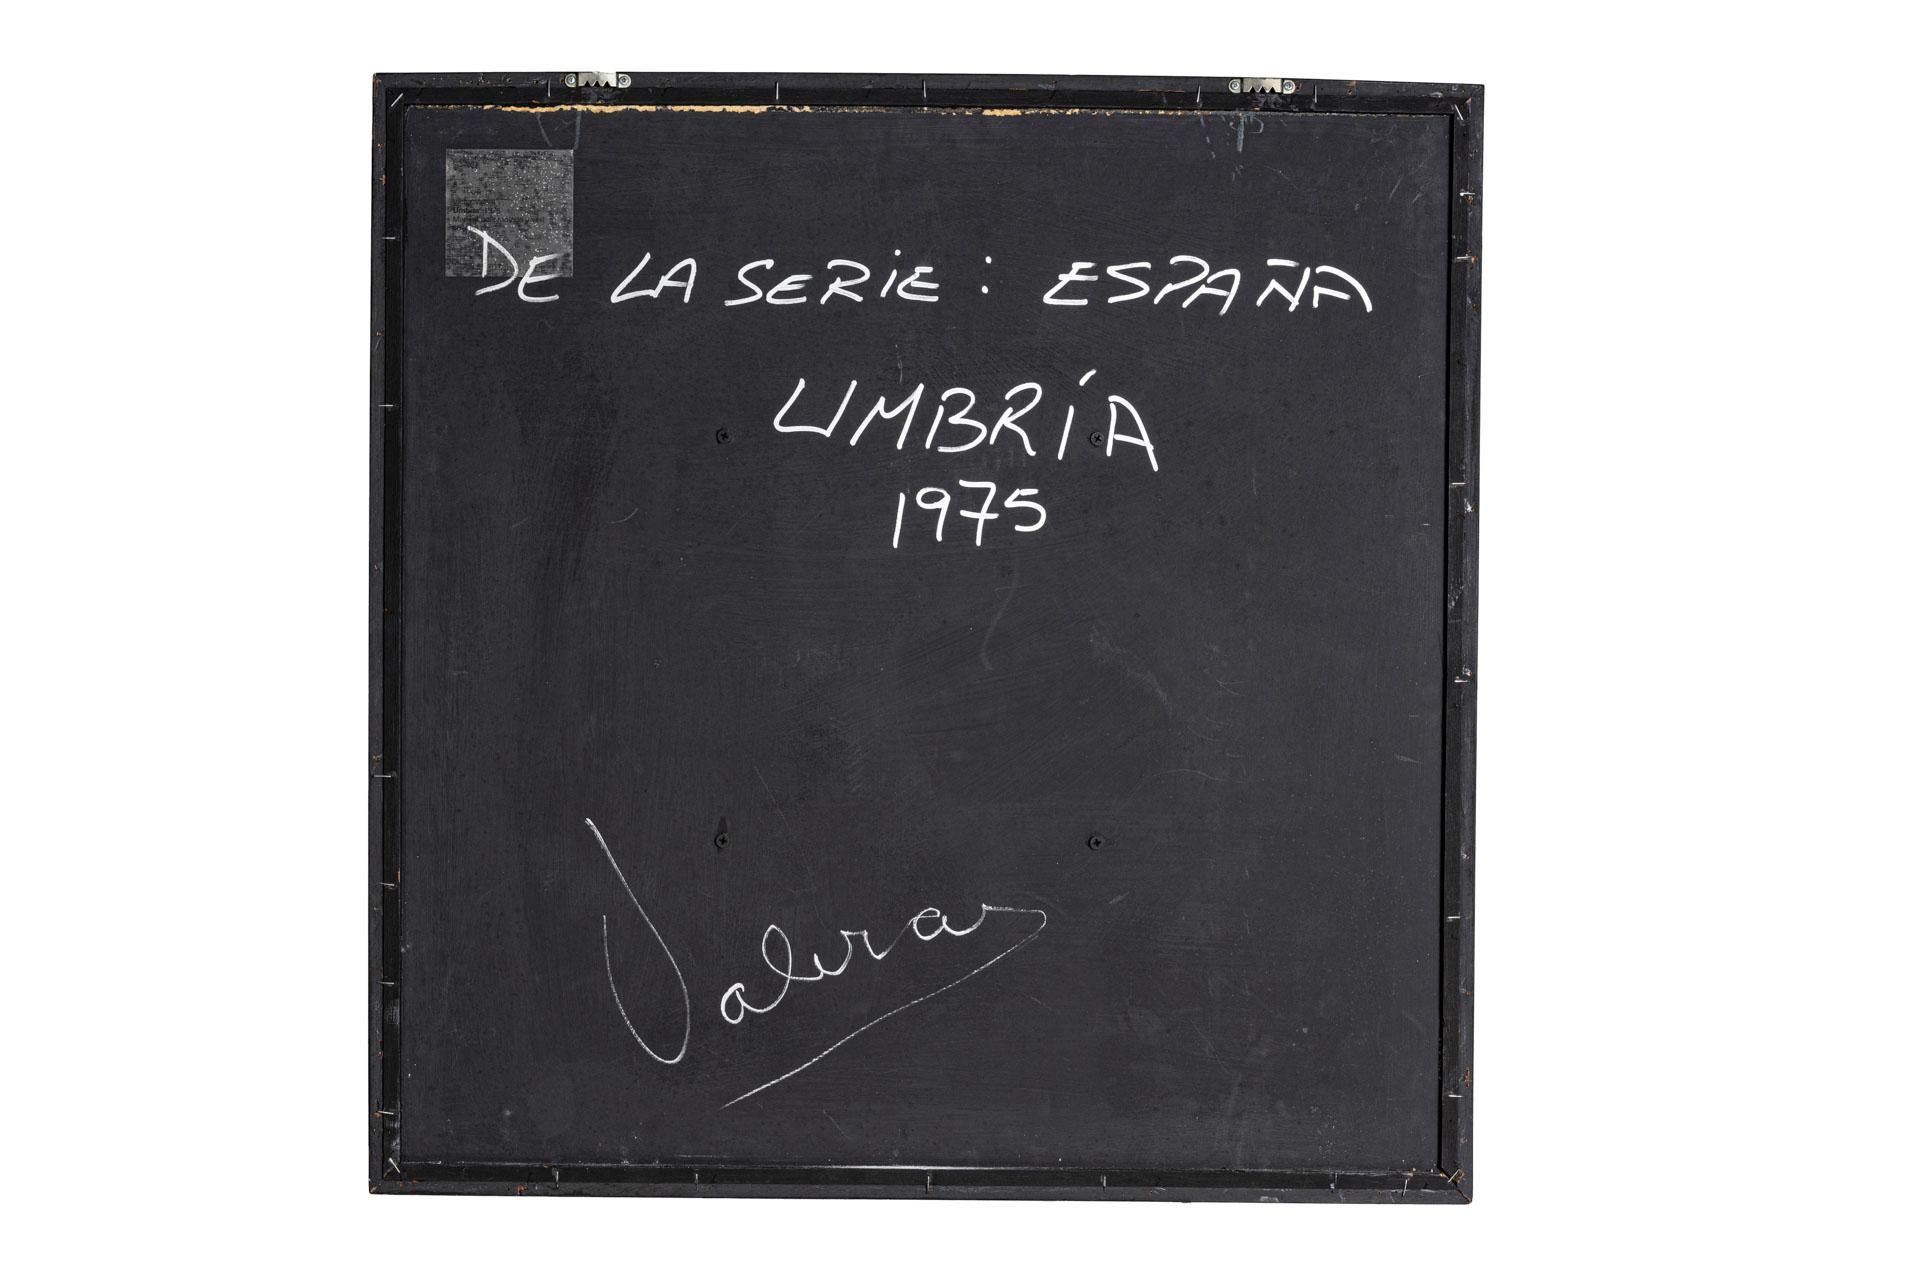 DE LA SERIE: ESPAÑA
UMBRÍA
1975